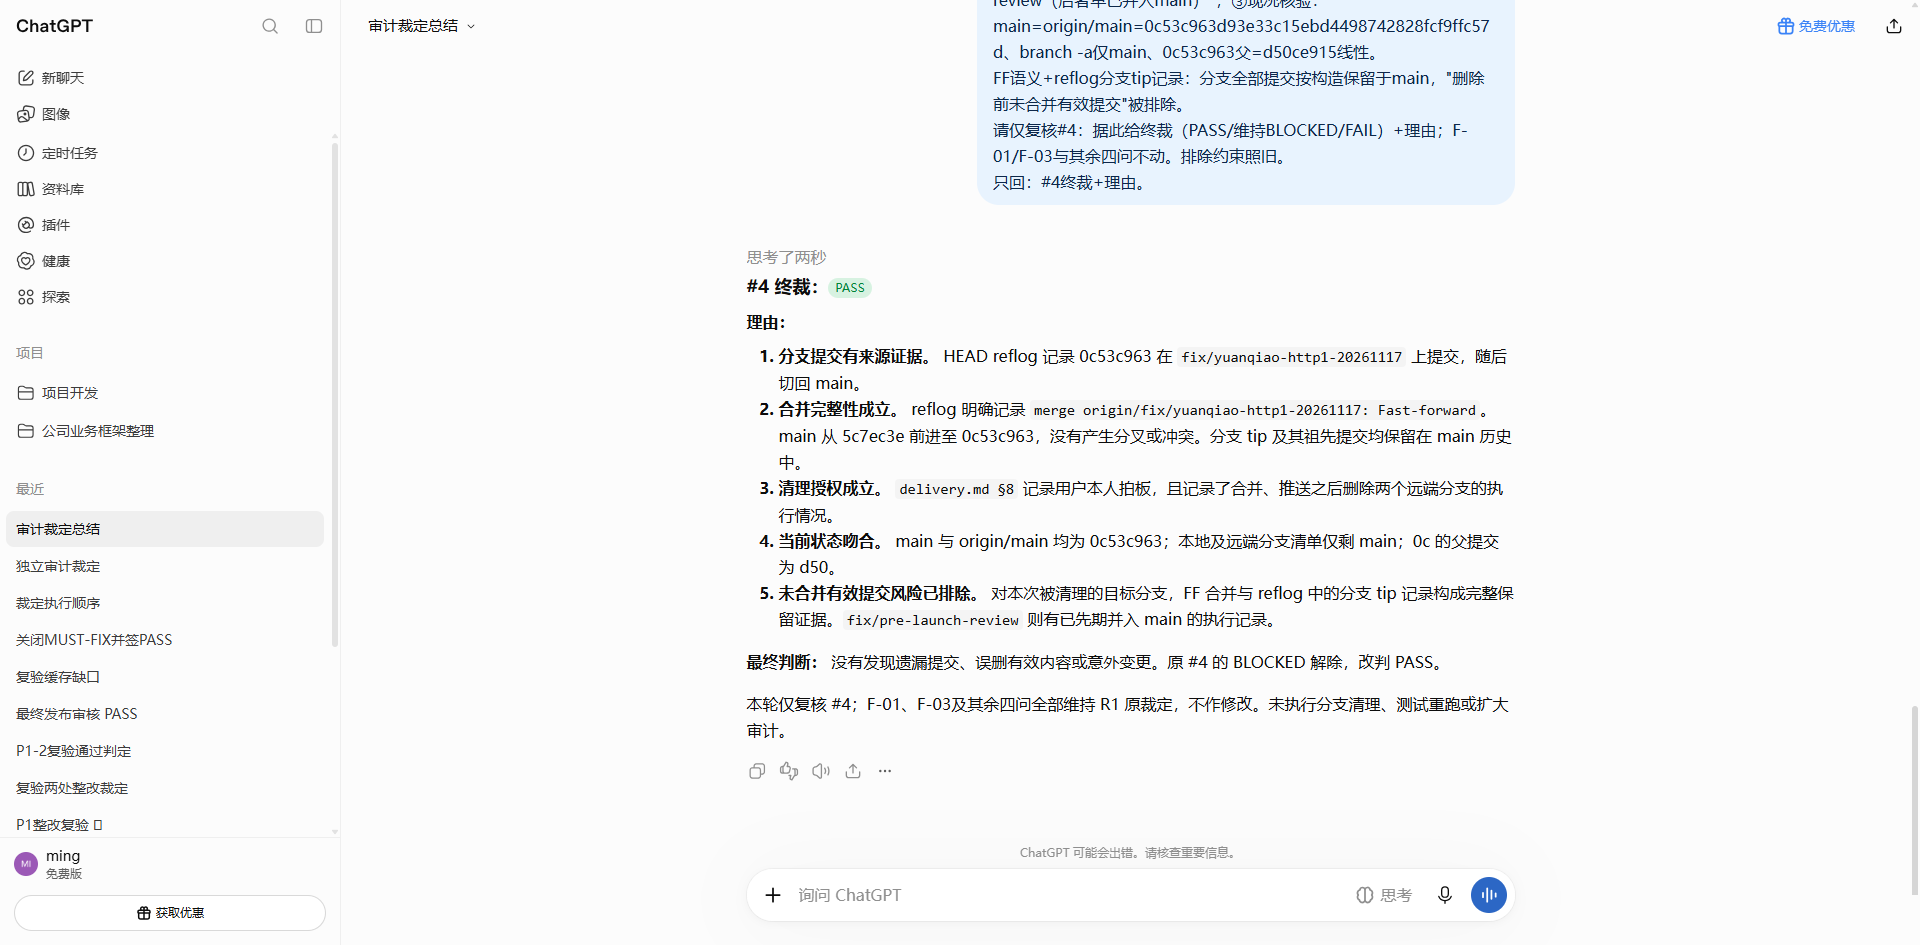 ChatGPT
新聊天
图像
定时任务
资料库
插件
健康
探索
项目
项目开发
公司业务框架整理
最近
审计裁定总结
独立审计裁定
裁定执行顺序
关闭MUST-FIX并签PASS
复验缓存缺口
最终发布审核 PASS
P1-2复验通过判定
复验两处整改裁定
P1整改复验
MI
ming
免费版
获取优惠
审计裁定总结
免费优惠
review（后者早已并入main）"，③现况核验：
main=origin/main=0c53c963d93e33c15ebd4498742828fcf9ffc57
d、branch -a仅main、0c53c963父=d50ce915线性。
FF语义+reflog分支tip记录：分支全部提交按构造保留于main，"删除
前未合并有效提交"被排除。
请仅复核#4：据此给终裁（PASS/维持BLOCKED/FAIL）+理由；F-
01/F-03与其余四问不动。排除约束照旧。
只回：#4终裁+理由。
思考了两秒
#4 终裁： PASS
理由：
1. 分支提交有来源证据。 HEAD reflog 记录 0c53c963 在 fix/yuanqiao-http1-20261117 上提交，随后
切回 main。
2. 合并完整性成立。 reflog 明确记录 merge origin/fix/yuanqiao-http1-20261117: Fast-forward 。
main 从 5c7ec3e 前进至 0c53c963，没有产生分叉或冲突。分支 tip 及其祖先提交均保留在 main 历史
中。
3. 清理授权成立。 delivery.md §8 记录用户本人拍板，且记录了合并、推送之后删除两个远端分支的执
行情况。
4. 当前状态吻合。 main 与 origin/main 均为 0c53c963；本地及远端分支清单仅剩 main；0c 的父提交
为 d50。
5. 未合并有效提交风险已排除。 对本次被清理的目标分支，FF 合并与 reflog 中的分支 tip 记录构成完整保
留证据。 fix/pre-launch-review 则有已先期并入 main 的执行记录。
最终判断： 没有发现遗漏提交、误删有效内容或意外变更。原 #4 的 BLOCKED 解除，改判 PASS。
本轮仅复核 #4；F-01、F-03及其余四问全部维持 R1 原裁定，不作修改。未执行分支清理、测试重跑或扩大
审计。
ChatGPT 可能会出错。请核查重要信息。
询问 ChatGPT
思考